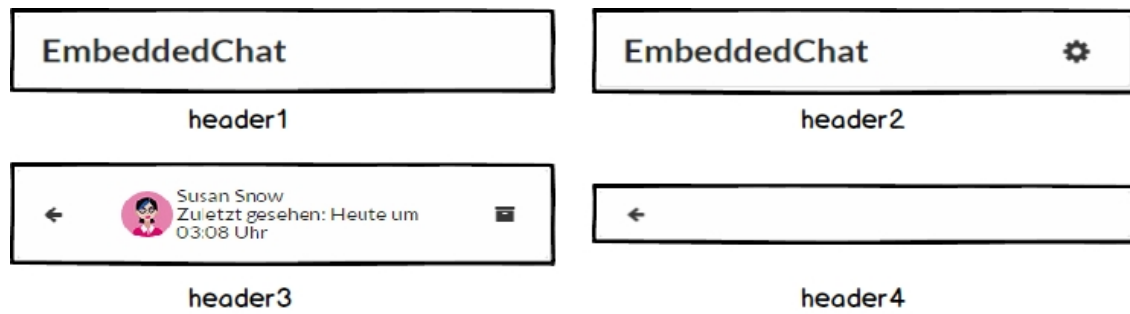 EmbeddedChat
EmbeddedChat
header1
header2
Susan Snow
Zuletzt gesehen: Heute um
03:08 Uhr
header3
header4